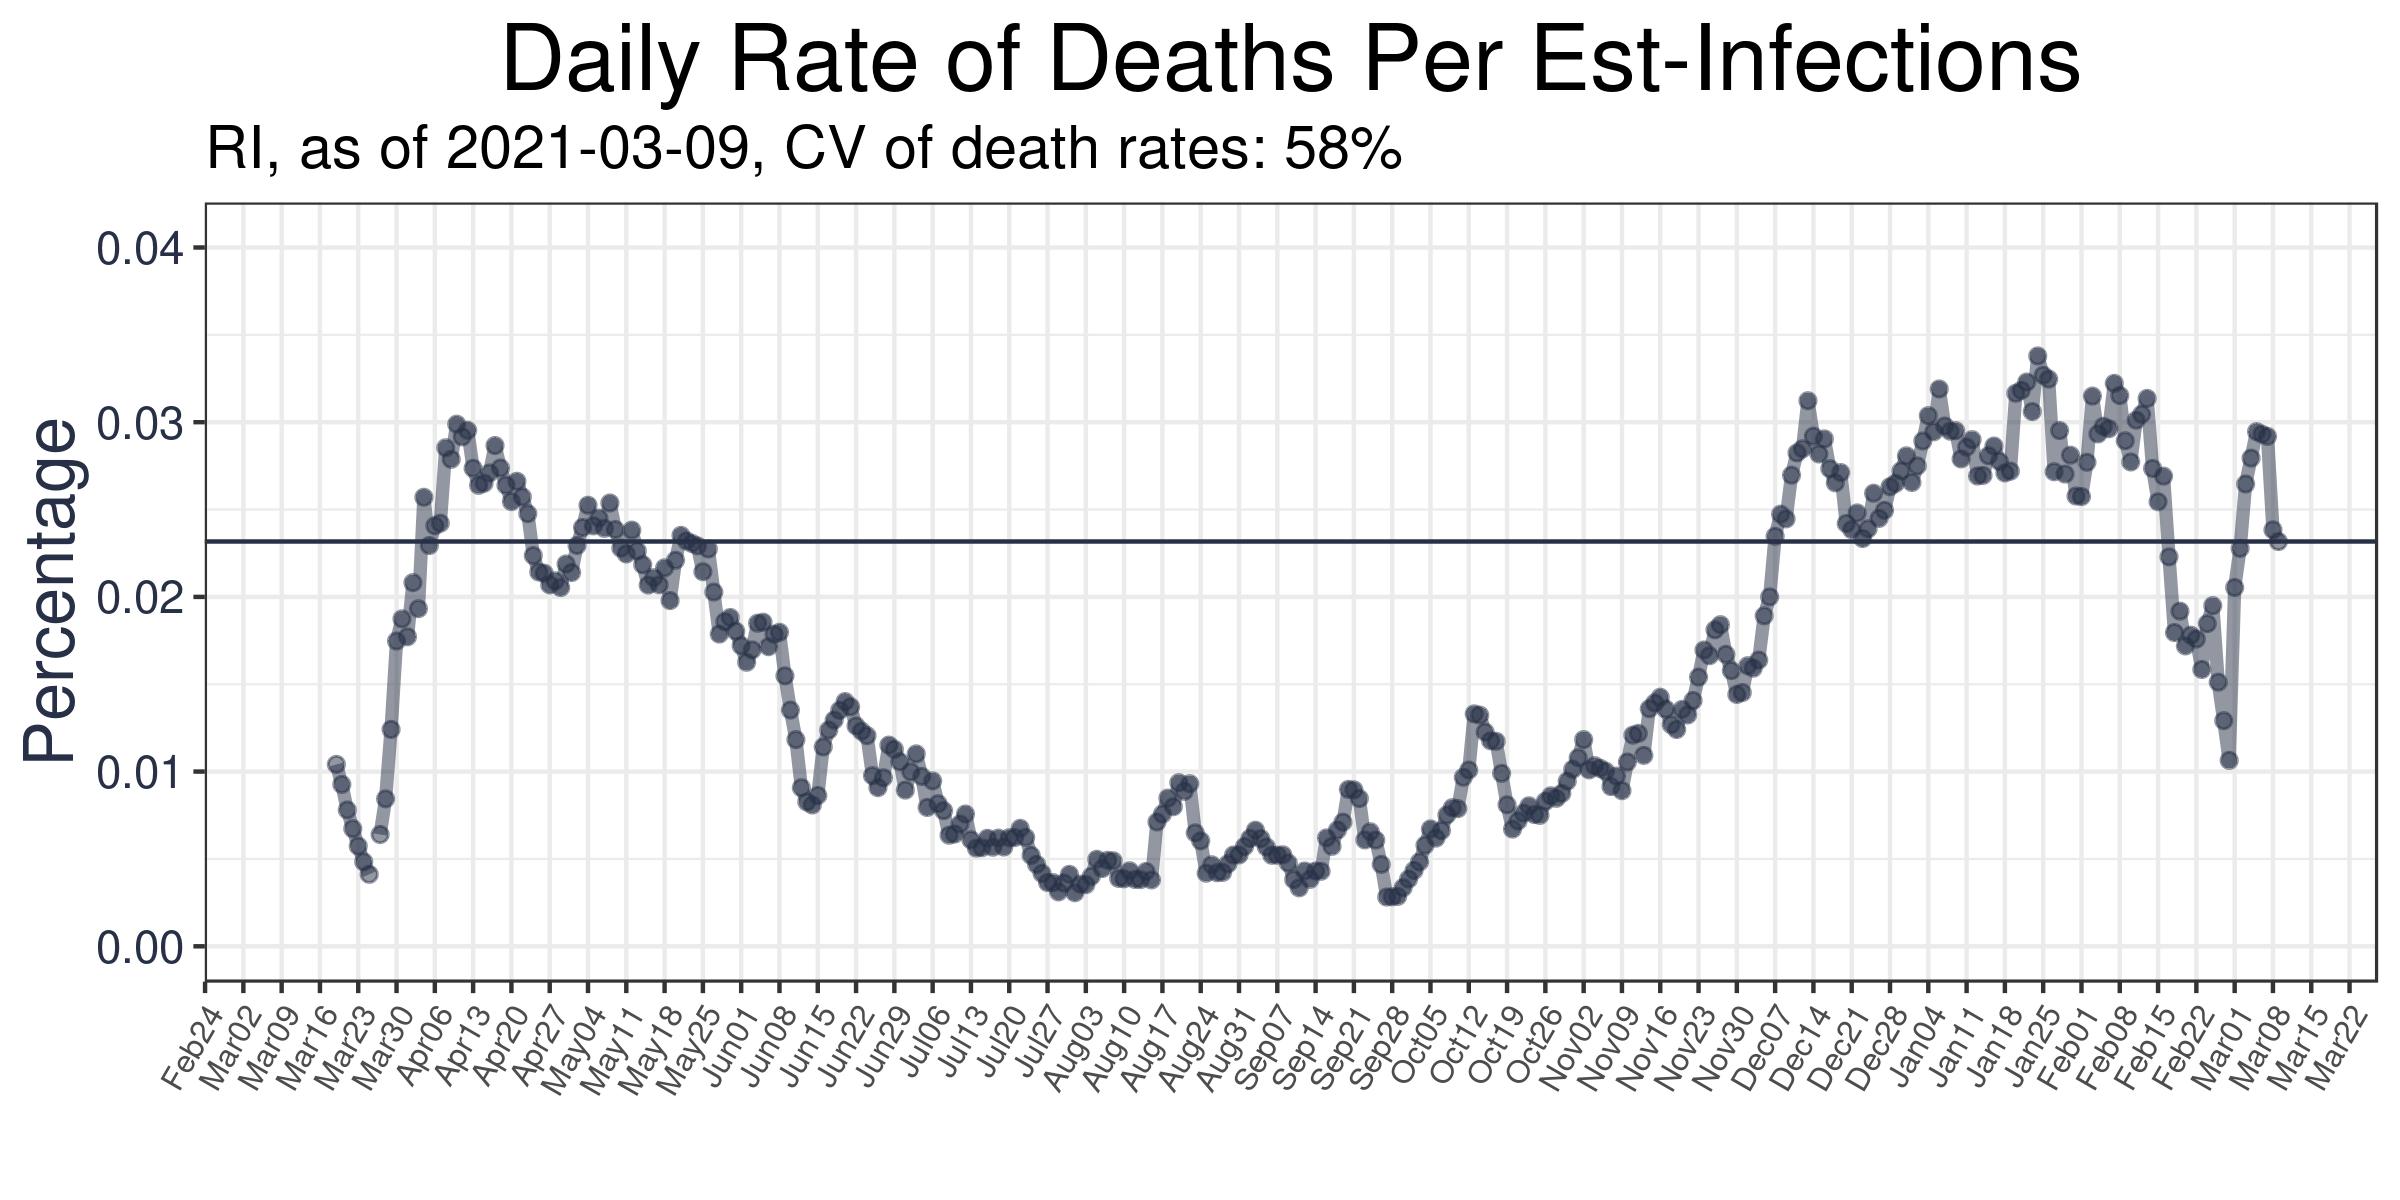 Daily Rate of Deaths Per Est-Infections
RI, as of 2021-03-09, CV of death rates: 58%
Percentage
0.04
0.03
0.02
0.01
0.00
Feb24
Mar02
Mar09
Mar16
Mar23
Mar30
Apr06
Apr13
Apr20
Apr27
May04
May11
May18
May25
Jun01
Jun08
Jun15
Jun22
Jun29
Jul06
Jul13
Jul20
Jul27
Aug03
Aug10
Aug17
Aug24
Aug31
Sep07
Sep14
Sep21
Sep28
Oct05
Oct12
Oct19
Oct26
Nov02
Nov09
Nov16
Nov23
Nov30
Dec07
Dec14
Dec21
Dec28
Jan04
Jan11
Jan18
Jan25
Feb01
Feb08
Feb15
Feb22
Mar01
Mar08
Mar15
Mar22